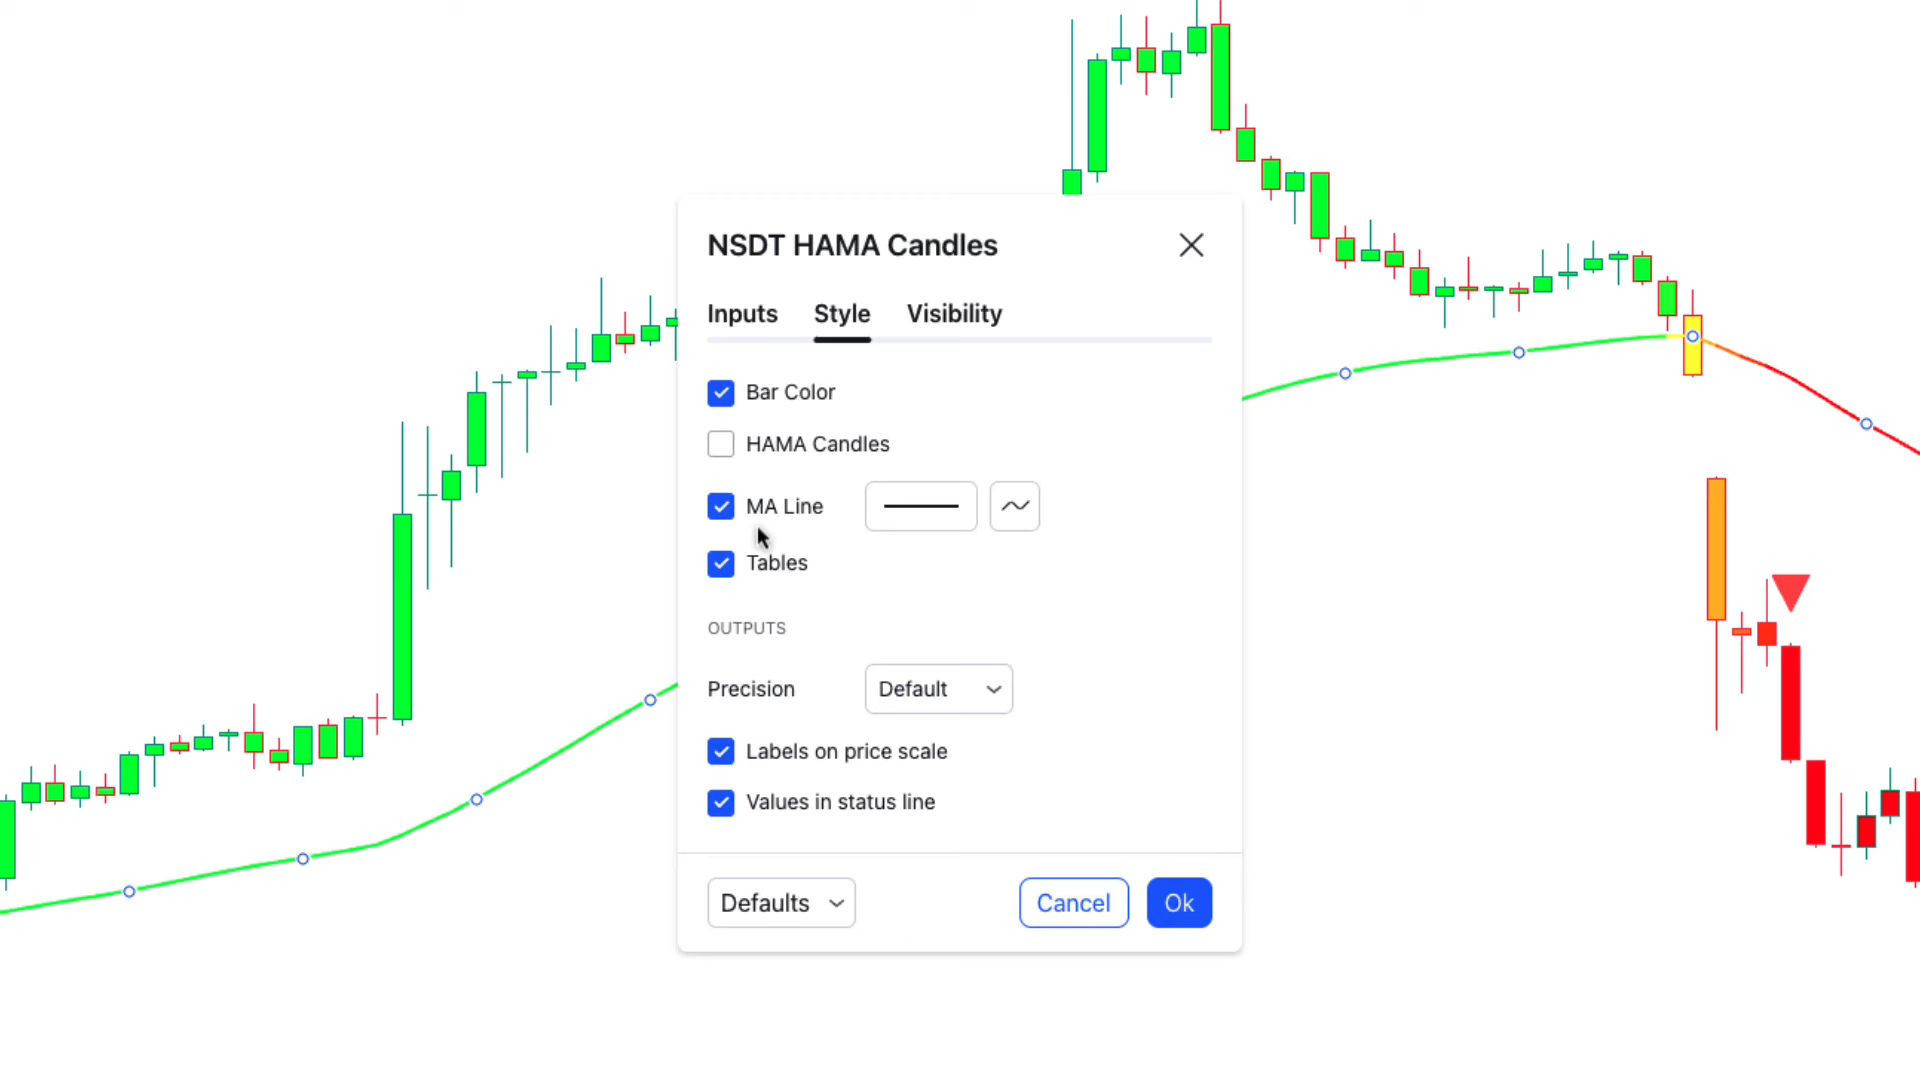 NSDT HAMA Candles
Inputs Style Visibility
Bar Color
HAMA Candles
MA Line
Tables
OUTPUTS
Precision Default
Labels on price scale
Values in status line
Defaults Cancel Ok